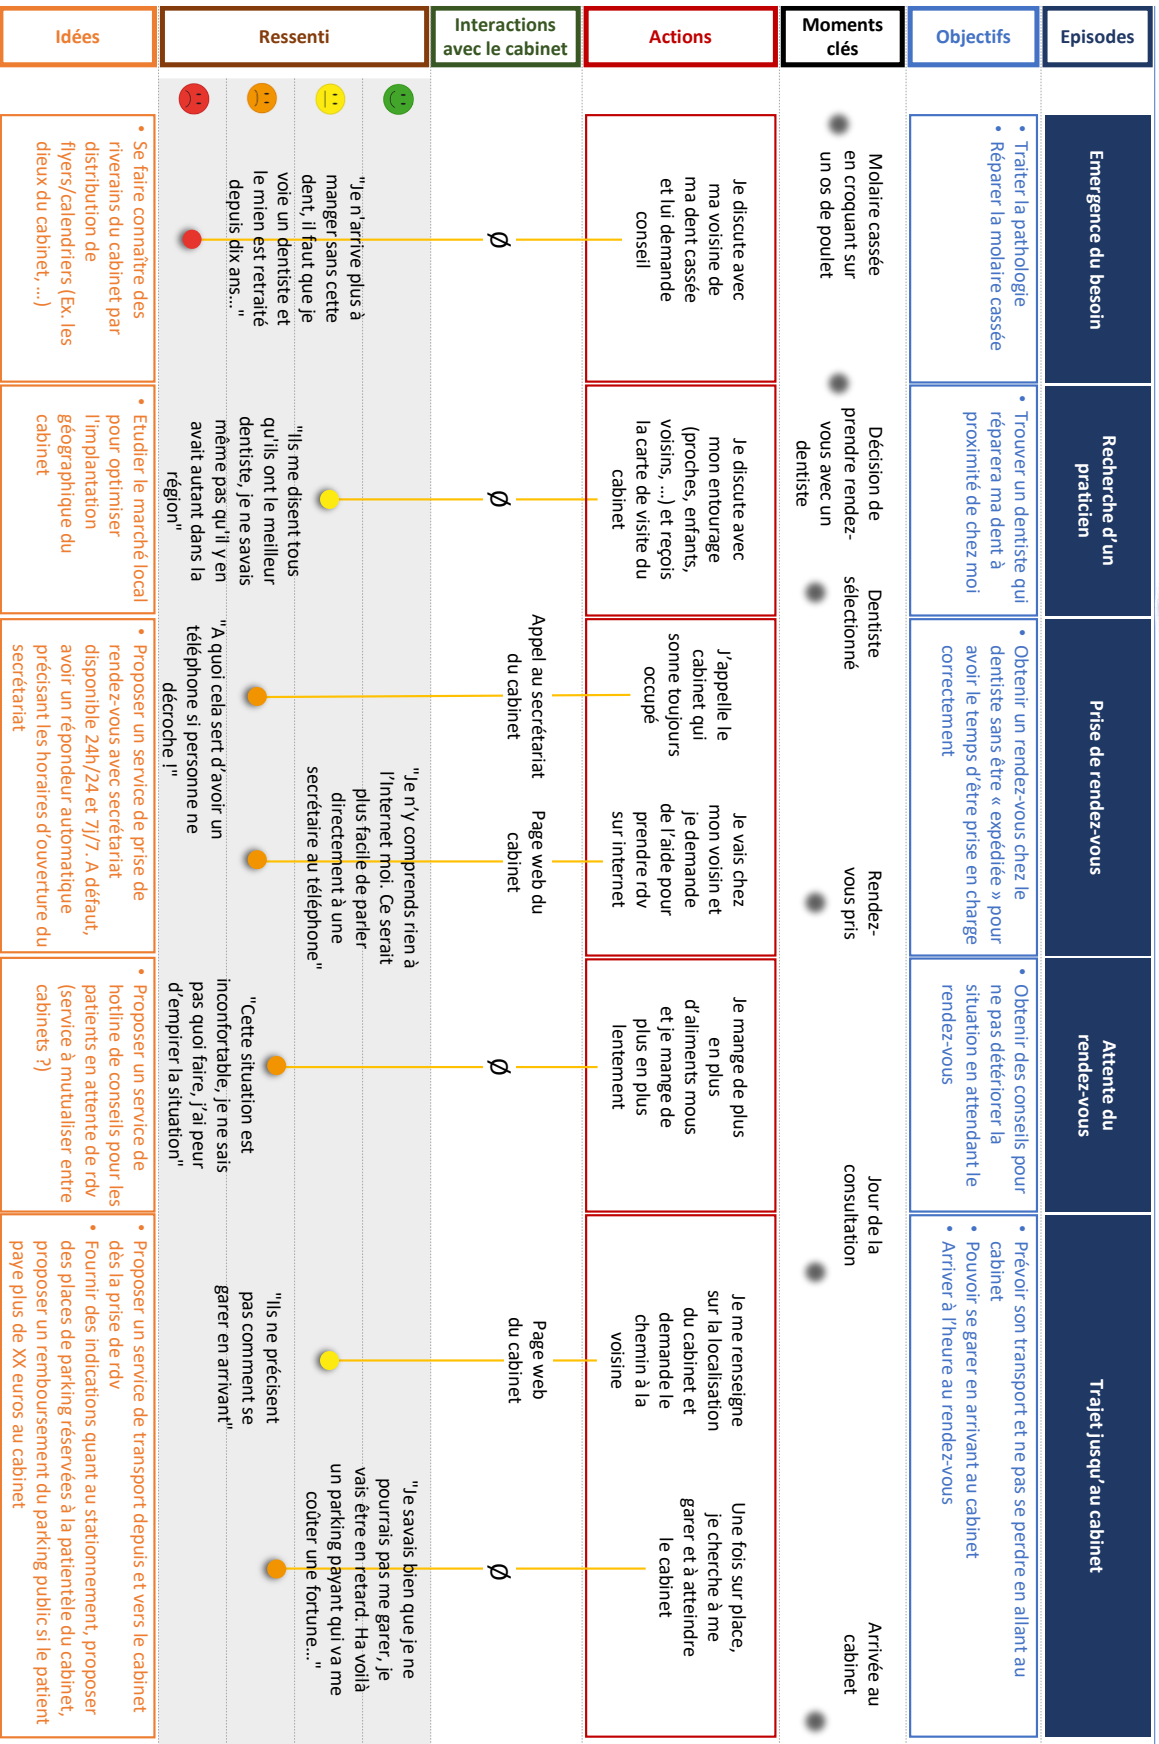 Episodes
Emergence du besoin
Recherche d'un
praticien
Prise de rendez-vous
Attente du
rendez-vous
Trajet jusqu'au cabinet
Objectifs
• Traiter la pathologie
• Réparer la molaire cassée
• Trouver un dentiste qui
réparera ma dent à
proximité de chez moi
• Obtenir un rendez-vous chez le
dentiste sans être « expédiée » pour
avoir le temps d'être prise en charge
correctement
• Obtenir des conseils pour
ne pas détériorer la
situation en attendant le
rendez-vous
• Prévoir son transport et ne pas se perdre en allant au
cabinet
• Pouvoir se garer en arrivant au cabinet
• Arriver à l'heure au rendez-vous
Moments
clés
Molaire cassée
en croquant sur
un os de poulet
Décision de
prendre rendez-
vous avec un
dentiste
Dentiste
sélectionné
Rendez-
vous pris
Jour de la
consultation
Arrivée au
cabinet
Actions
Je discute avec
ma voisine de
ma dent cassée
et lui demande
conseil
Je discute avec
mon entourage
(proches, enfants,
voisins, ...) et reçois
la carte de visite du
cabinet
J'appelle le
cabinet qui
sonne toujours
occupé
Je vais chez
mon voisin et
je demande
de l'aide pour
prendre rdv
sur internet
Je mange de plus
en plus
d'aliments mous
et je mange de
plus en plus
lentement
Je me renseigne
sur la localisation
du cabinet et
demande le
chemin à la
voisine
Une fois sur place,
je cherche à me
garer et à atteindre
le cabinet
Interactions
avec le cabinet
Ø
Ø
Appel au secrétariat
du cabinet
Page web du
cabinet
Ø
Page web
du cabinet
Ø
Ressenti
"Je n'arrive plus à
manger sans cette
dent, il faut que je
voie un dentiste et
le mien est retraité
depuis dix ans..."
"Ils me disent tous
qu'ils ont le meilleur
dentiste, je ne savais
même pas qu'il y en
avait autant dans la
région"
"A quoi cela sert d'avoir un
téléphone si personne ne
décroche !"
"Je n'y comprends rien à
l'Internet moi. Ce serait
plus facile de parler
directement à une
secrétaire au téléphone"
"Cette situation est
inconfortable, je ne sais
pas quoi faire, j'ai peur
d'empirer la situation"
"Ils ne précisent
pas comment se
garer en arrivant"
"Je savais bien que je ne
pourrais pas me garer, je
vais être en retard. Ha voilà
un parking payant qui va me
coûter une fortune... "
Idées
• Se faire connaître des
riverains du cabinet par
distribution de
flyers/calendriers (Ex. les
dieux du cabinet, ...)
• Etudier le marché local
pour optimiser
l'implantation
géographique du
cabinet
• Proposer un service de prise de
rendez-vous avec secrétariat
disponible 24h/24 et 7j/7. A défaut,
avoir un répondeur automatique
précisant les horaires d'ouverture du
secrétariat
• Proposer un service de
hotline de conseils pour les
patients en attente de rdv
(service à mutualiser entre
cabinets ?)
• Proposer un service de transport depuis et vers le cabinet
dès la prise de rdv
• Fournir des indications quant au stationnement, proposer
des places de parking réservées à la patientèle du cabinet,
proposer un remboursement du parking public si le patient
paye plus de XX euros au cabinet